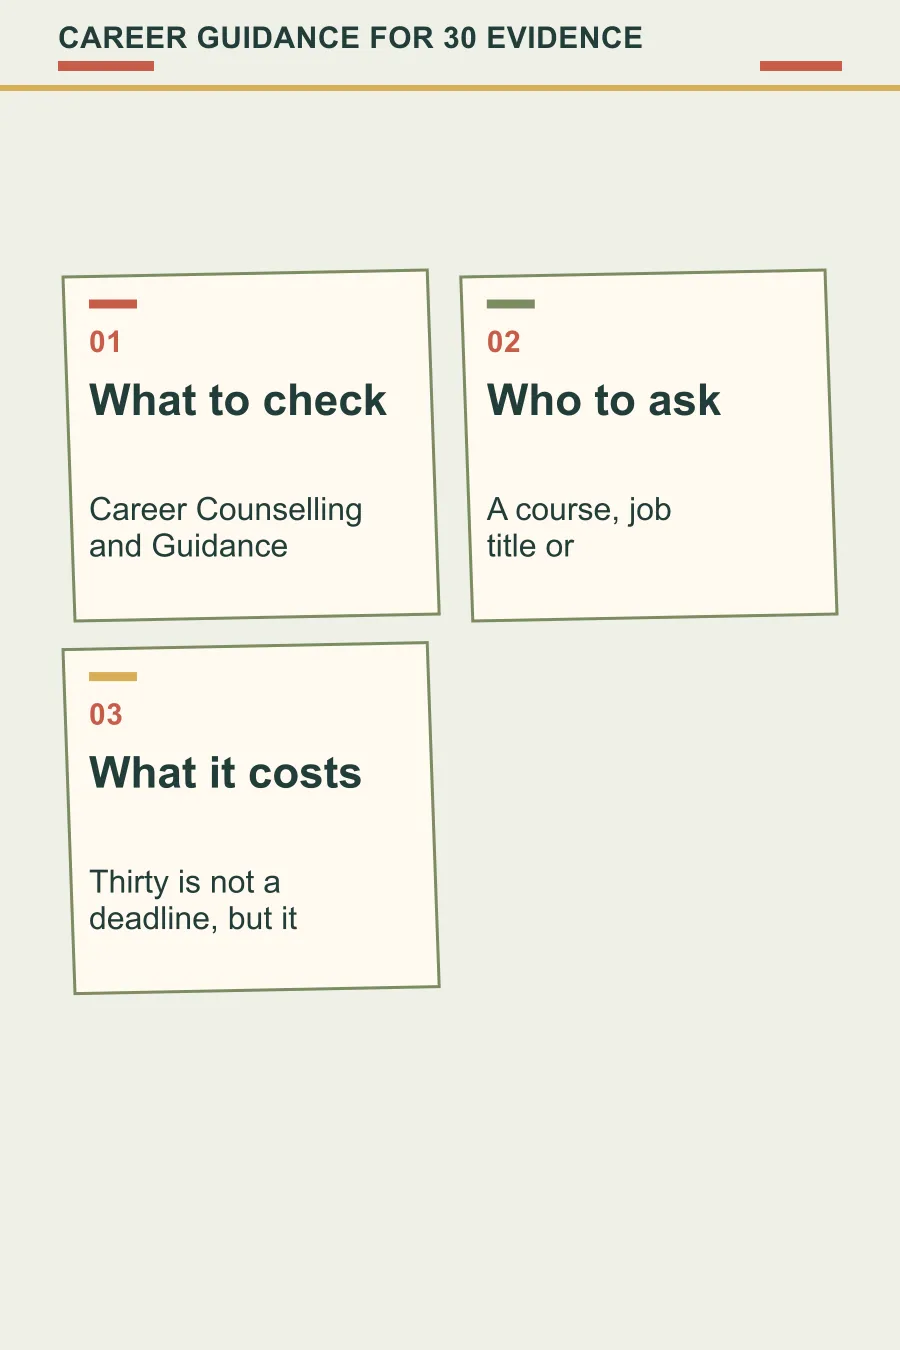 CAREER GUIDANCE FOR 30 EVIDENCE
01
What to check
Career Counselling
and Guidance
02
Who to ask
A course, job
title or
03
What it costs
Thirty is not a
deadline, but it